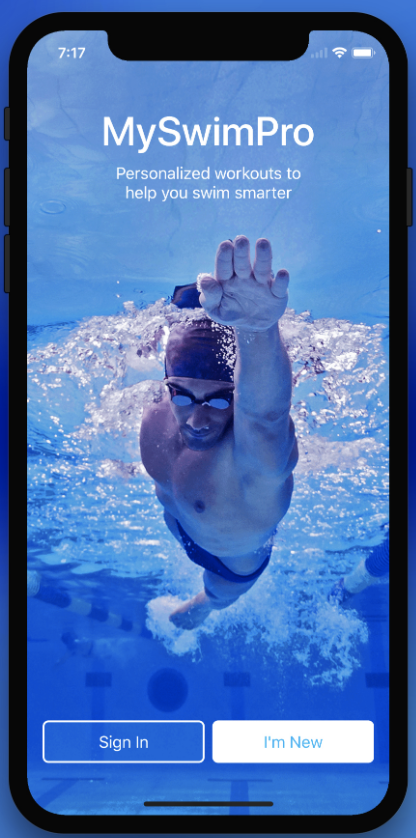 7:17
MySwimPro
Personalized workouts to
help you swim smarter
Sign In
I'm New